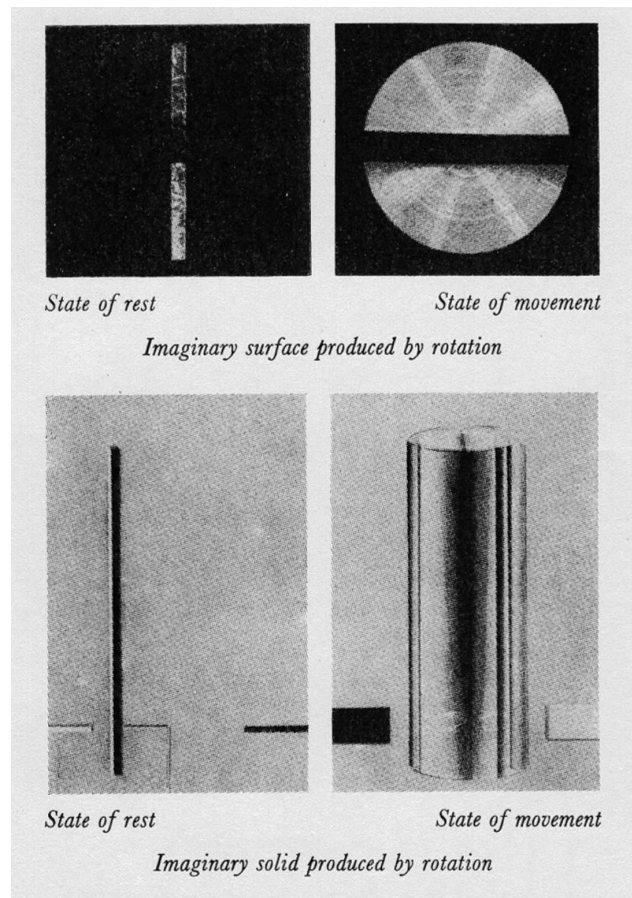 State of rest
State of movement
Imaginary surface produced by rotation
State of rest
State of movement
Imaginary solid produced by rotation